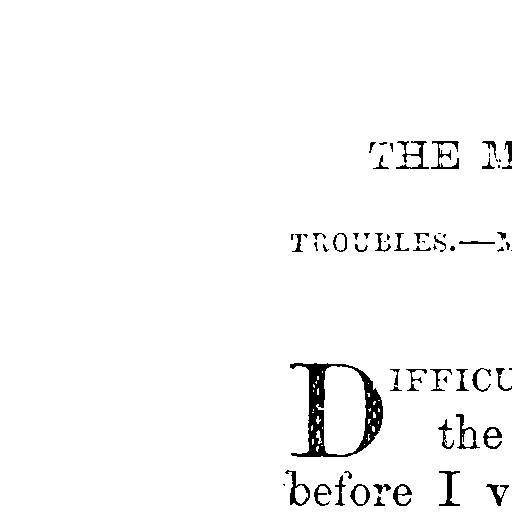 THE M
TROUBLES.—M
DIFFICU
the
before I v